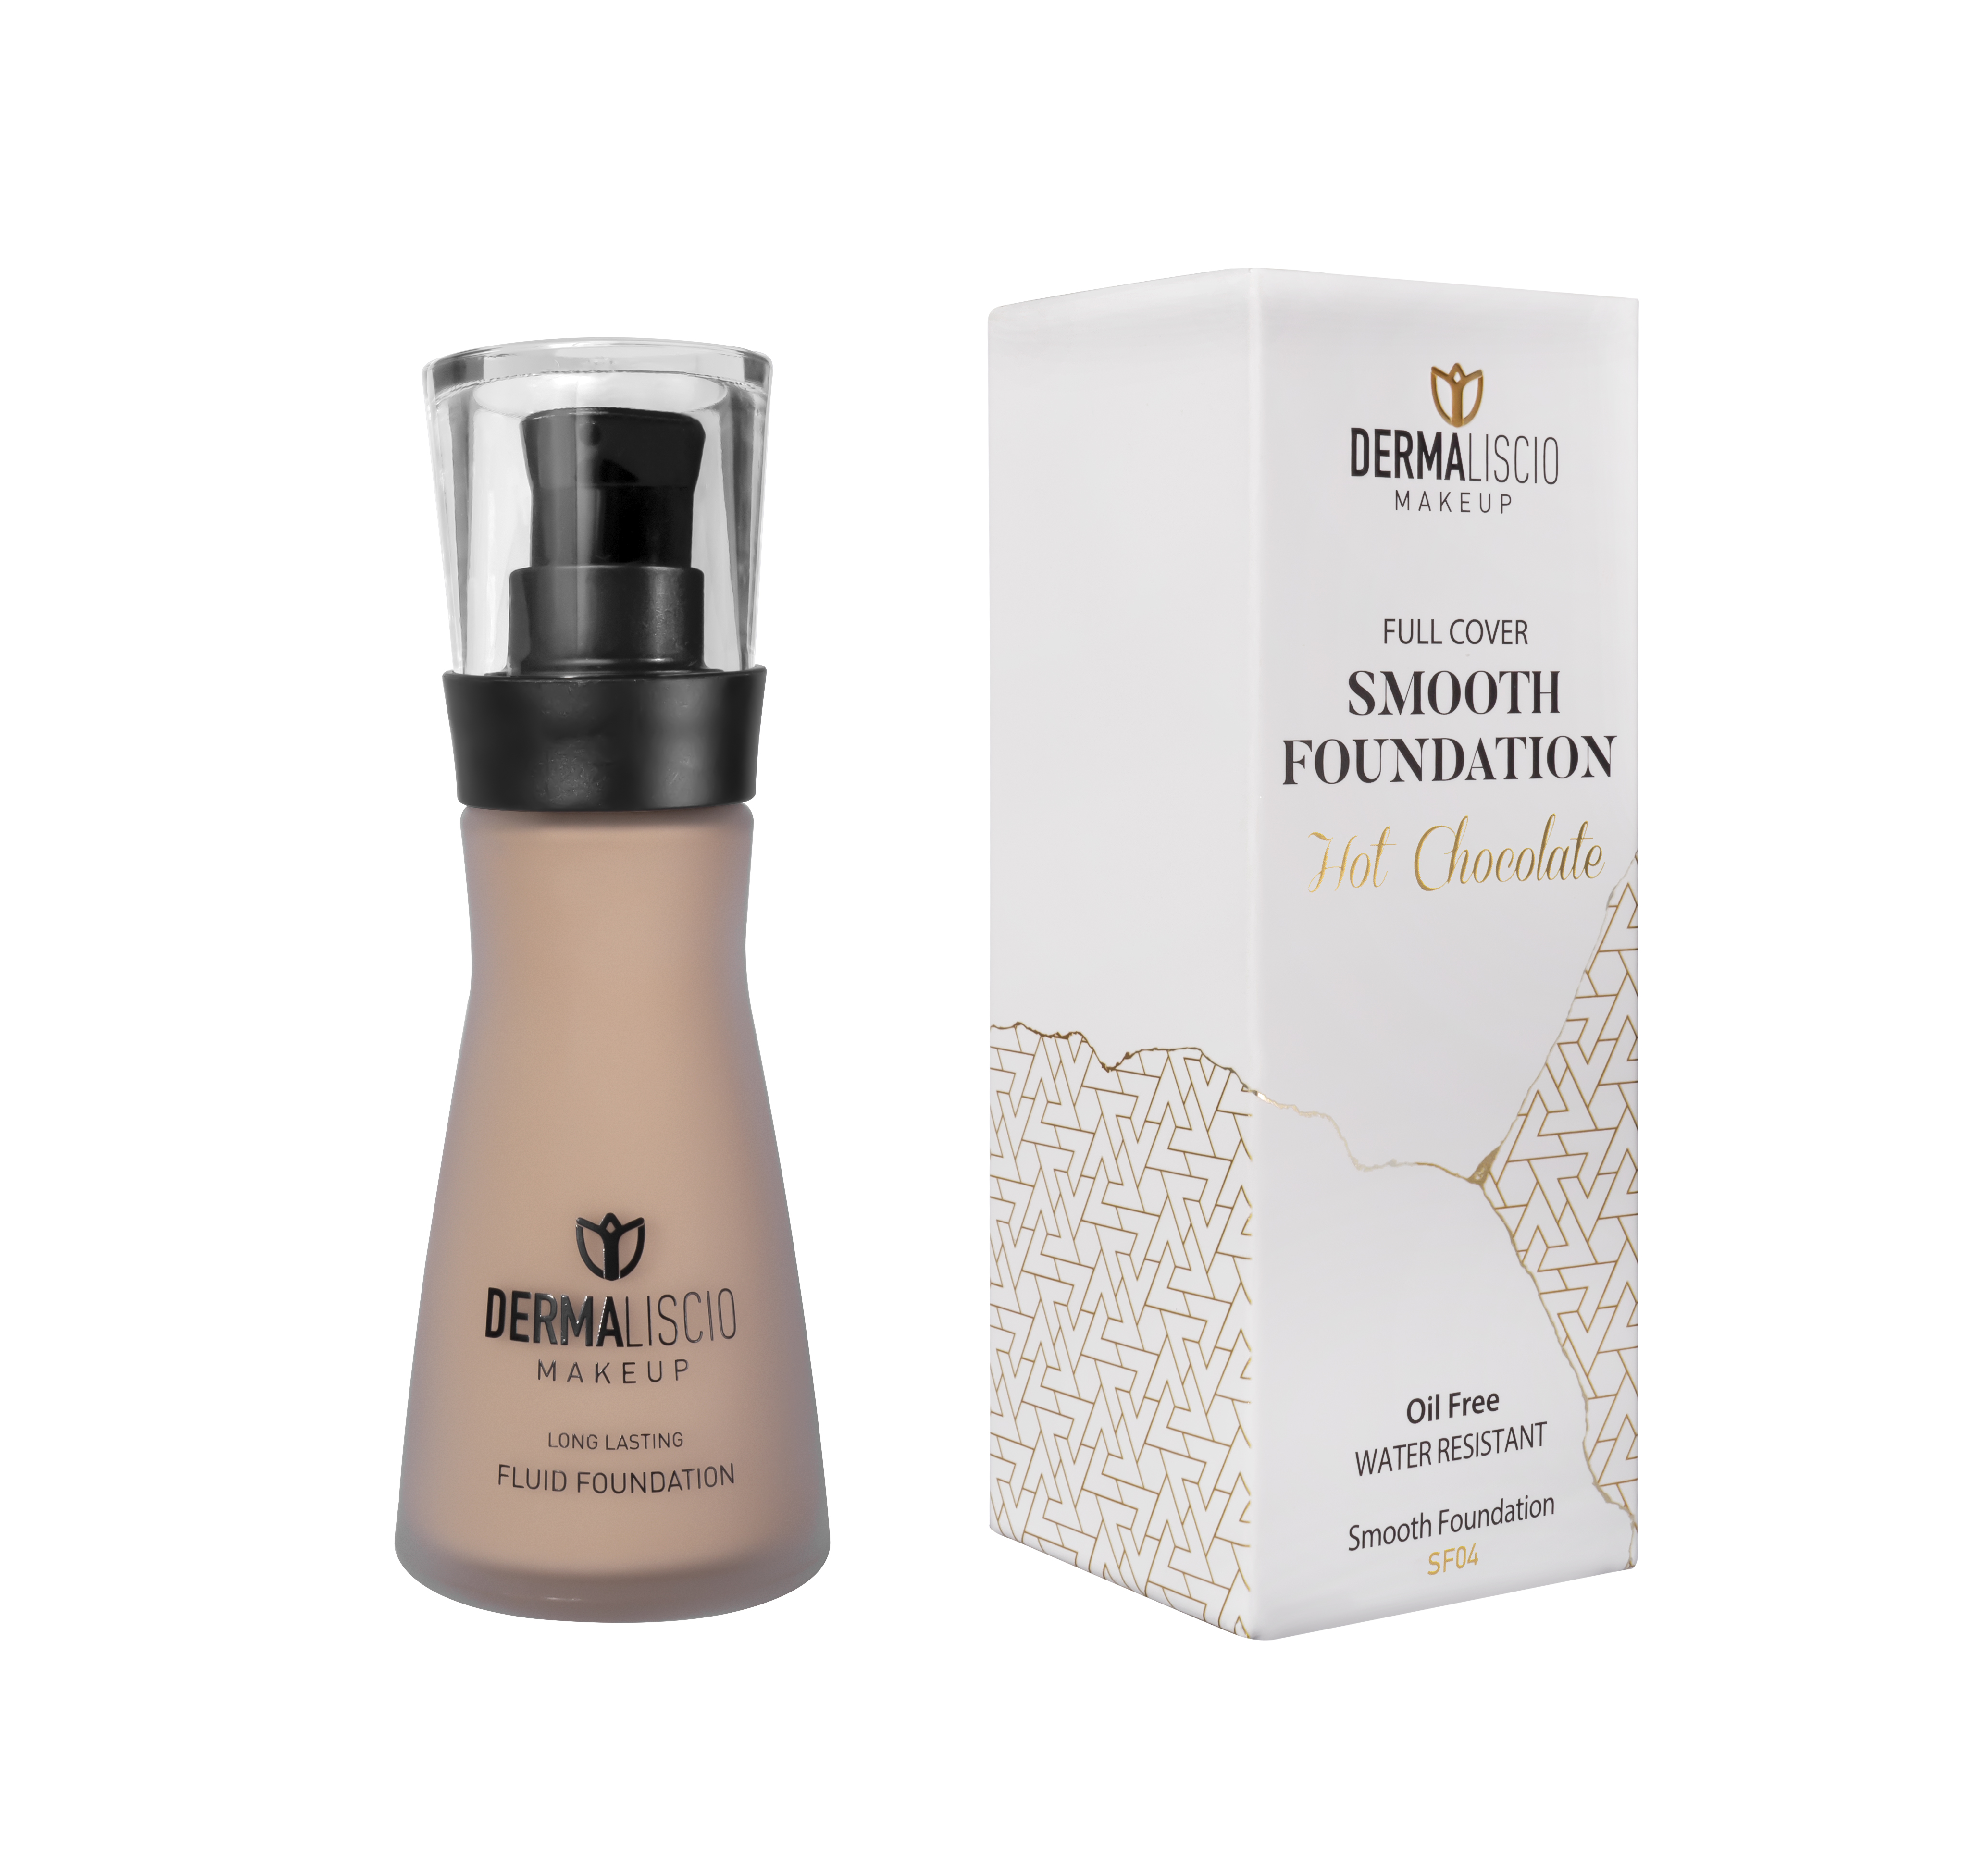 DERMALISCIO
MAKEUP
LONG LASTING
FLUID FOUNDATION
DERMALISCIO
MAKEUP
FULL COVER
SMOOTH
FOUNDATION
Hot Chocolate
Oil Free
WATER RESISTANT
Smooth Foundation
SF04